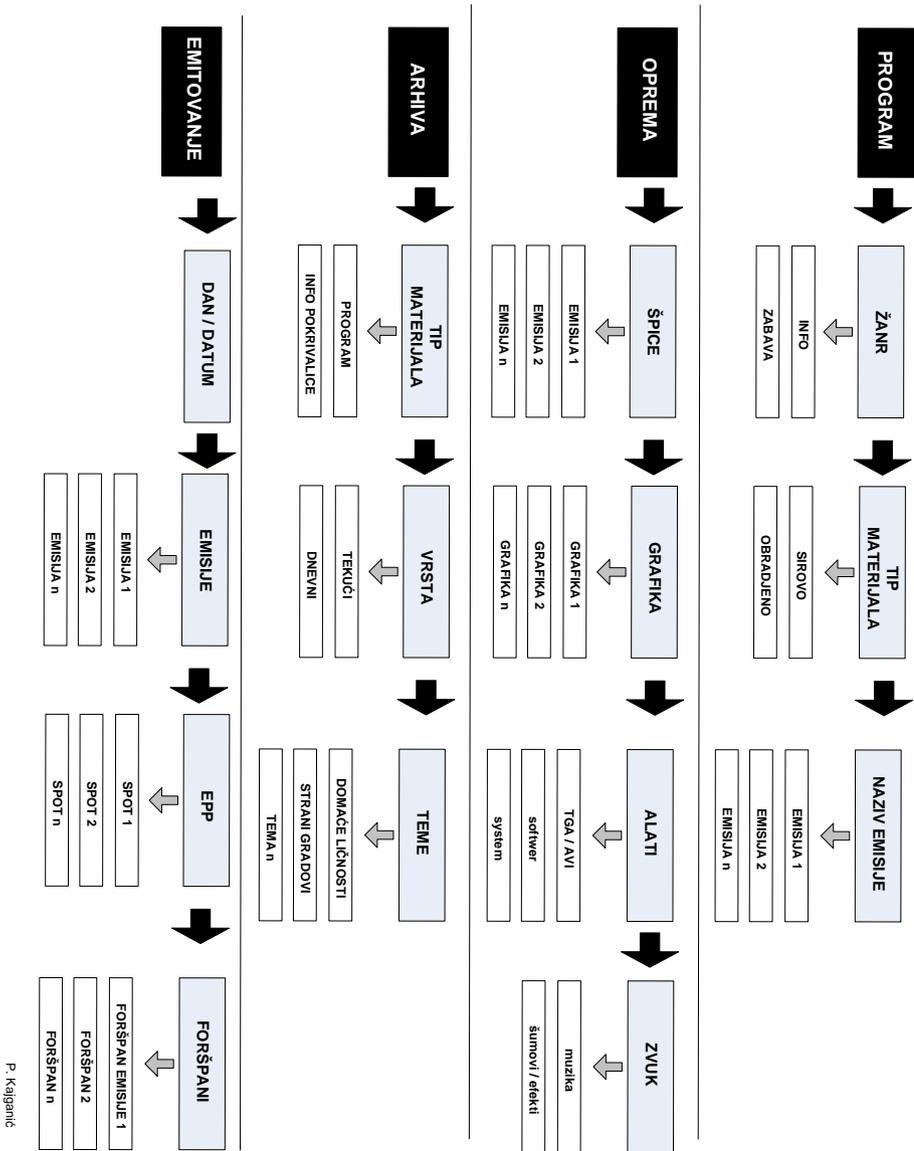 PROGRAM
ŽANR
INFO
ZABAVA
TIP
MATERIJALA
SIROVO
OBRADJENO
NAZIV EMISIJE
EMISIJA 1
EMISIJA 2
EMISIJA n
OPREMA
ŠPICE
EMISIJA 1
EMISIJA 2
EMISIJA n
GRAFIKA
GRAFIKA 1
GRAFIKA 2
GRAFIKA n
ALATI
TGA / AVI
softwer
system
ZVUK
muzika
šumovi / efekti
ARHIVA
TIP
MATERIJALA
PROGRAM
INFO POKRIVALICE
VRSTA
TEKUĆI
DNEVNI
TEME
DOMAĆE LIČNOSTI
STRANI GRADOVI
TEMA n
EMITOVANJE
DAN / DATUM
EMISIJE
EMISIJA 1
EMISIJA 2
EMISIJA n
EPP
SPOT 1
SPOT 2
SPOT n
FORŠPANI
FORŠPAN EMISIJE 1
FORŠPAN 2
FORŠPAN n
P. Kajganić